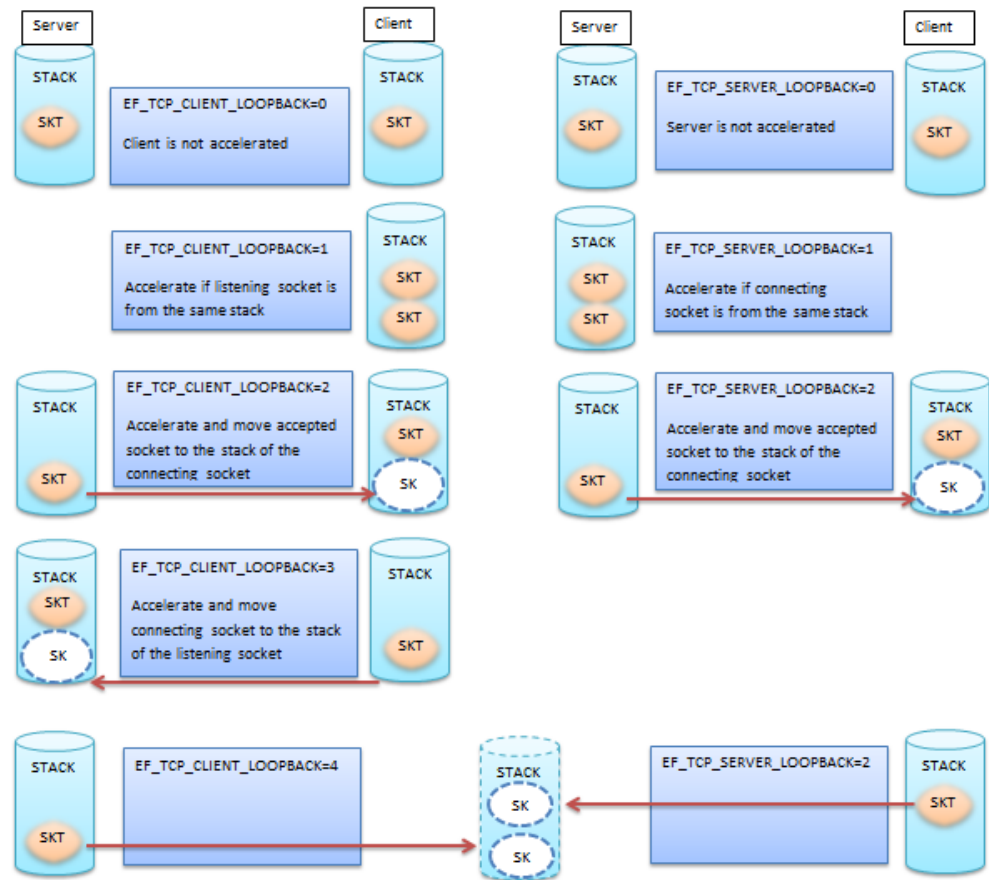 Server
Client
Server
Client
STACK
SKT
EF_TCP_CLIENT_LOOPBACK=0
Client is not accelerated
STACK
SKT
STACK
SKT
EF_TCP_SERVER_LOOPBACK=0
Server is not accelerated
STACK
SKT
EF_TCP_CLIENT_LOOPBACK=1
Accelerate if listening socket is
from the same stack
STACK
SKT
SKT
STACK
SKT
SKT
EF_TCP_SERVER_LOOPBACK=1
Accelerate if connecting
socket is from the same stack
STACK
SKT
EF_TCP_CLIENT_LOOPBACK=2
Accelerate and move accepted
socket to the stack of the
connecting socket
STACK
SKT
SK
STACK
SKT
EF_TCP_SERVER_LOOPBACK=2
Accelerate and move accepted
socket to the stack of the
connecting socket
STACK
SKT
SK
STACK
SKT
SK
EF_TCP_CLIENT_LOOPBACK=3
Accelerate and move
connecting socket to the stack
of the listening socket
STACK
SKT
STACK
SKT
EF_TCP_CLIENT_LOOPBACK=4
STACK
SK
SK
EF_TCP_SERVER_LOOPBACK=2
STACK
SKT